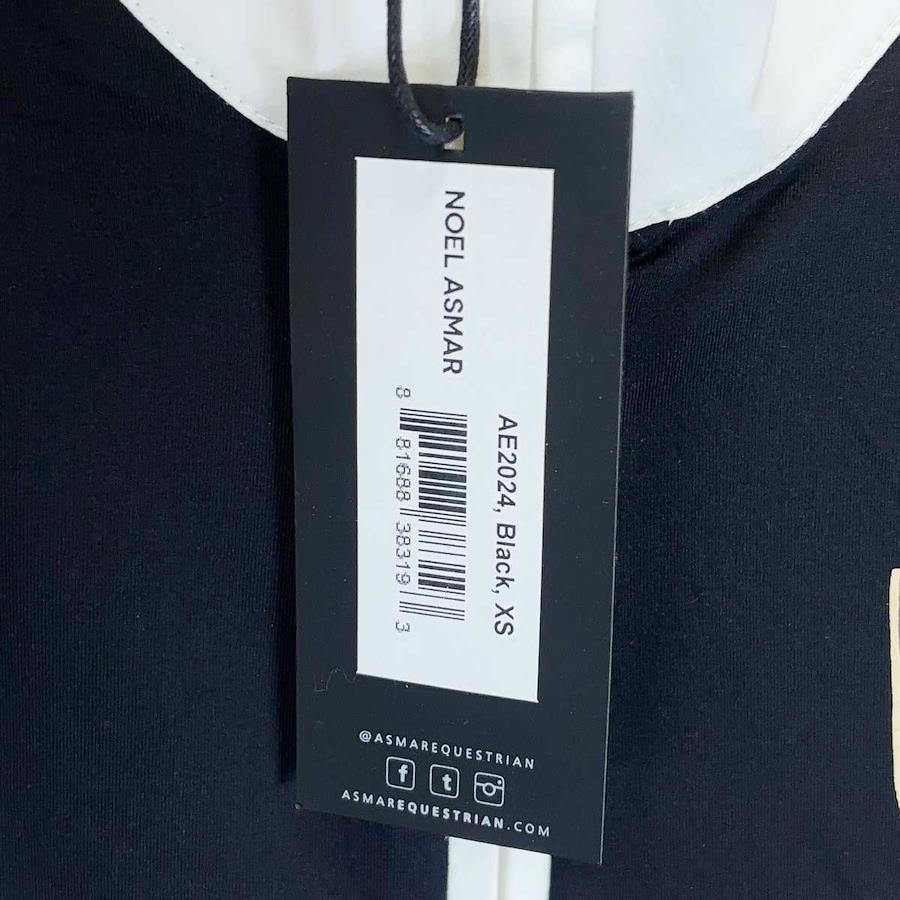 NOEL ASMAR
AE2024, Black, XS
8 81688 38319 3
@ASMAREQUESTRIAN
f t
ASMAREQUESTRIAN.COM